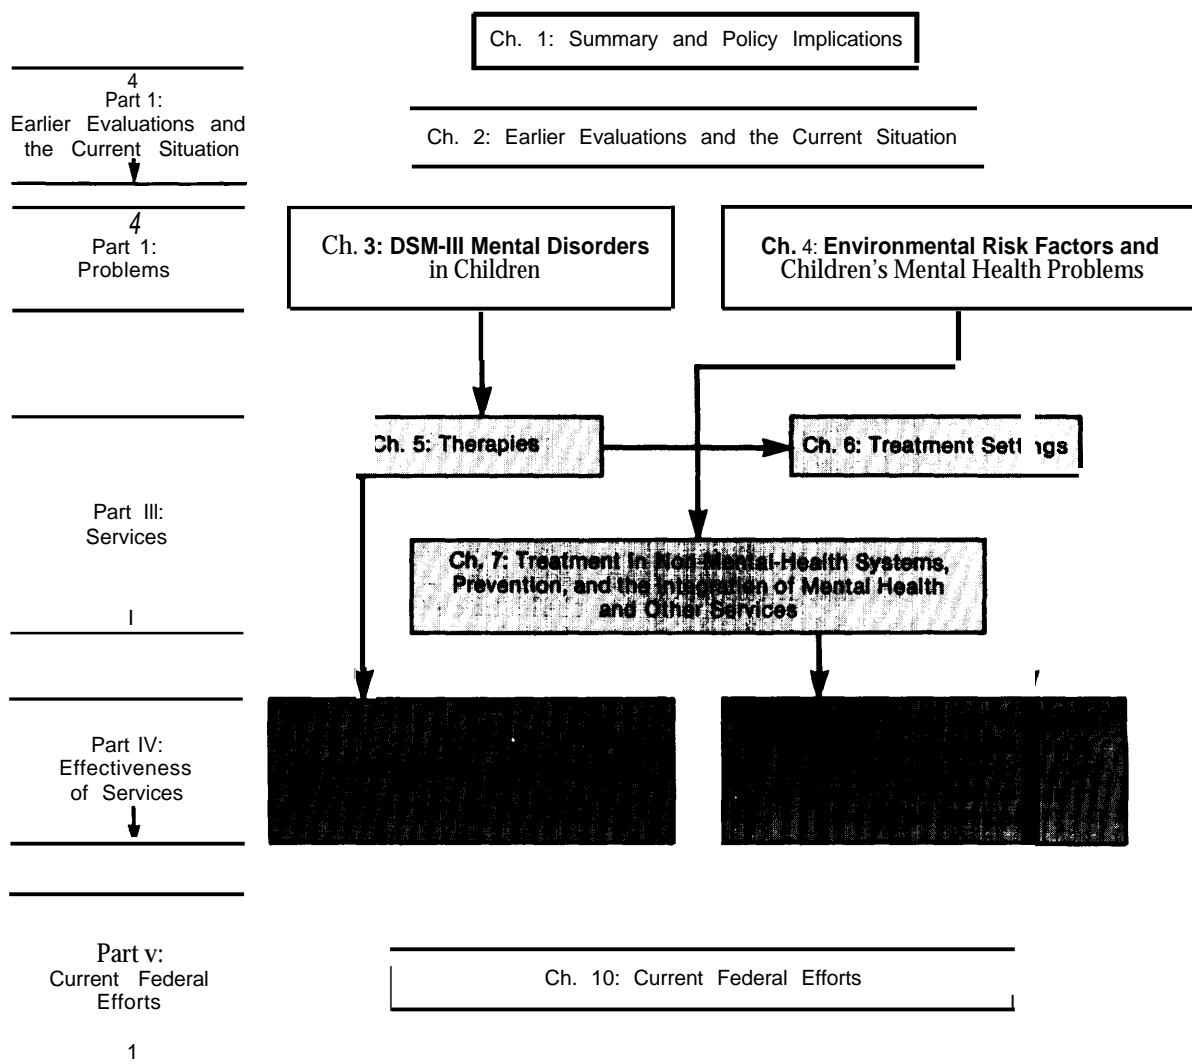 Ch. 1: Summary and Policy Implications
4
Part 1:
Earlier Evaluations and
the Current Situation
Ch. 2: Earlier Evaluations and the Current Situation
4
Part 1:
Problems
Ch. 3: DSM-III Mental Disorders
in Children
Ch. 4: Environmental Risk Factors and
Children's Mental Health Problems
Part III:
Services
I
Ch. 5: Therapies
Ch. 6: Treatment Settings
Ch. 7: Treatment in Non-Mental-Health Systems,
Prevention, and the Integration of Mental Health
and Other Services
Part IV:
Effectiveness
of Services
Part v:
Current Federal
Efforts
1
Ch. 10: Current Federal Efforts